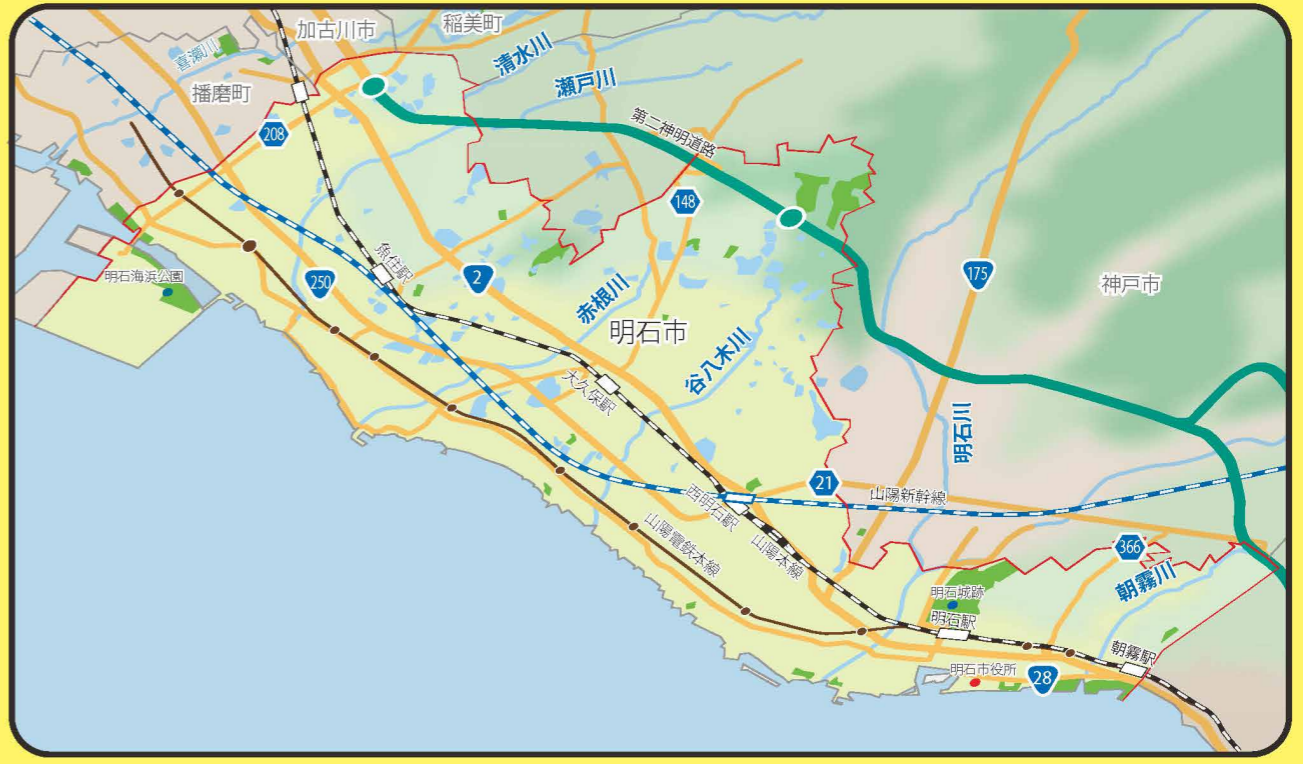 加古川市
稲美町
喜瀬川
清水川
播磨町
瀬戸川
208
第二神明道路
148
魚住駅
明石海浜公園
250
2
175
神戸市
赤根川
明石市
谷八木川
大久保駅
明石川
21
西明石駅
山陽新幹線
山陽電鉄本線
山陽本線
366
朝霧川
明石城跡
明石駅
朝霧駅
明石市役所
28